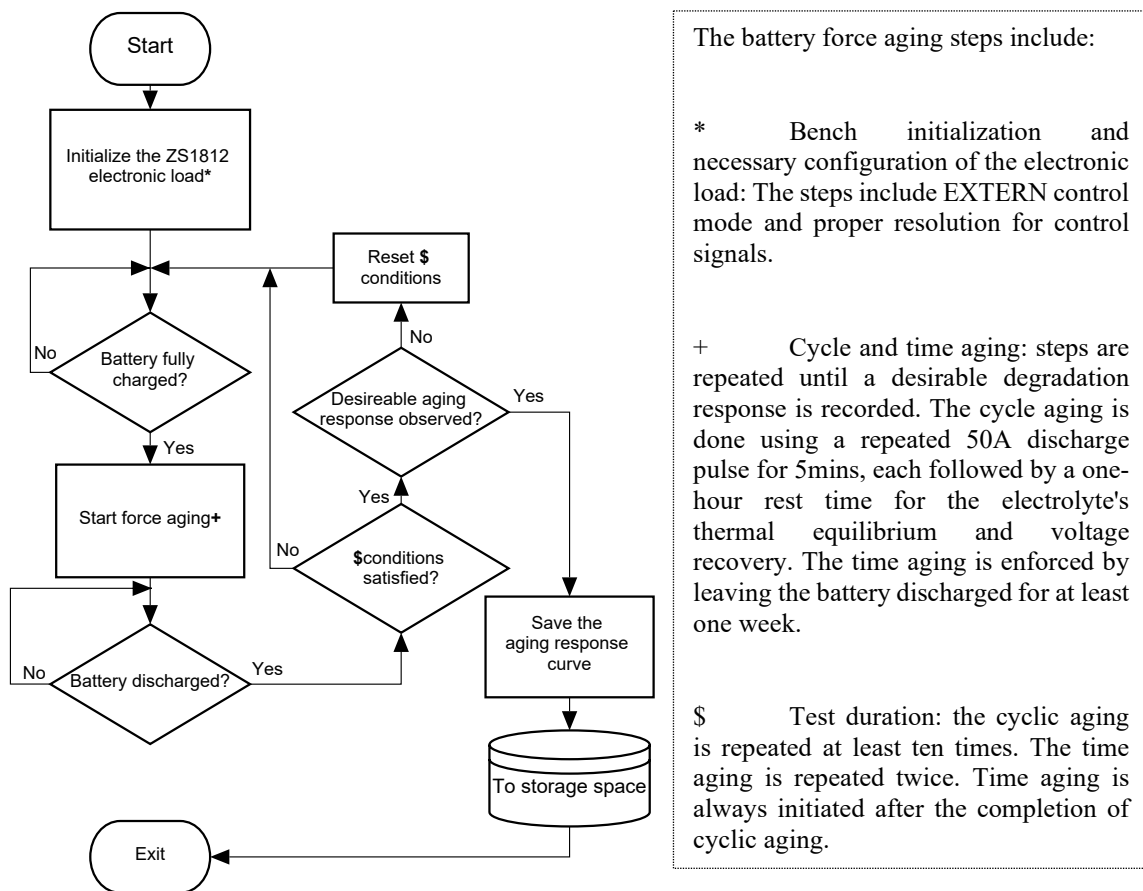 Start
Initialize the ZS1812
electronic load*
Reset $
conditions
No
Battery fully
charged?
No
Desireable aging
response observed?
Yes
Yes
Start force aging+
Yes
No
$conditions
satisfied?
Save the
aging response
curve
No
Battery discharged?
Yes
To storage space
Exit
The battery force aging steps include:
* Bench initialization and
necessary configuration of the electronic
load: The steps include EXTERN control
mode and proper resolution for control
signals.
+ Cycle and time aging: steps are
repeated until a desirable degradation
response is recorded. The cycle aging is
done using a repeated 50A discharge
pulse for 5mins, each followed by a one-
hour rest time for the electrolyte's
thermal equilibrium and voltage
recovery. The time aging is enforced by
leaving the battery discharged for at least
one week.
$ Test duration: the cyclic aging
is repeated at least ten times. The time
aging is repeated twice. Time aging is
always initiated after the completion of
cyclic aging.